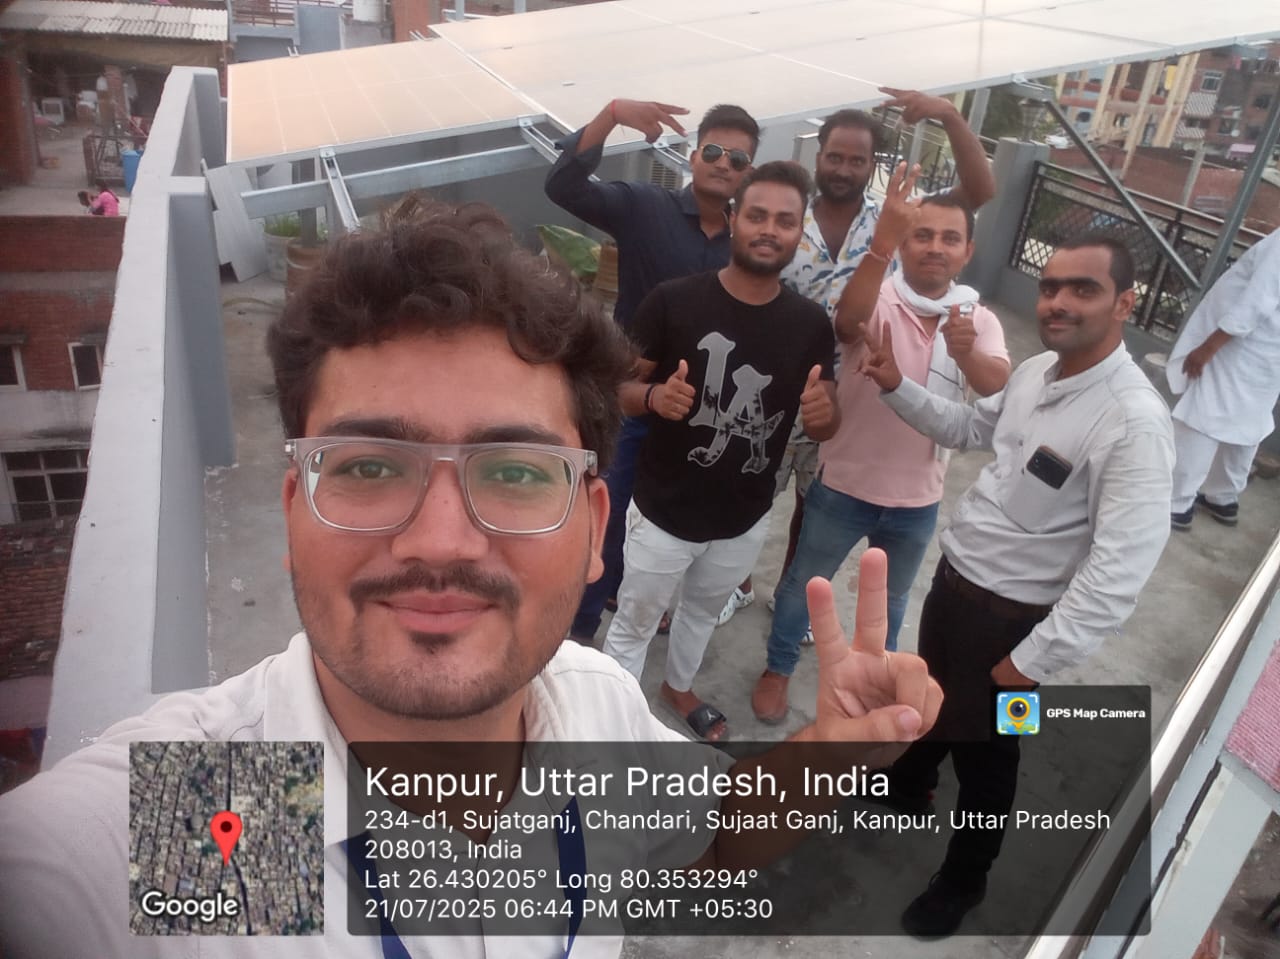 GPS Map Camera
Kanpur, Uttar Pradesh, India
234-d1, Sujatganj, Chandari, Sujaat Ganj, Kanpur, Uttar Pradesh
208013, India
Lat 26.430205° Long 80.353294°
21/07/2025 06:44 PM GMT +05:30
Google
LA